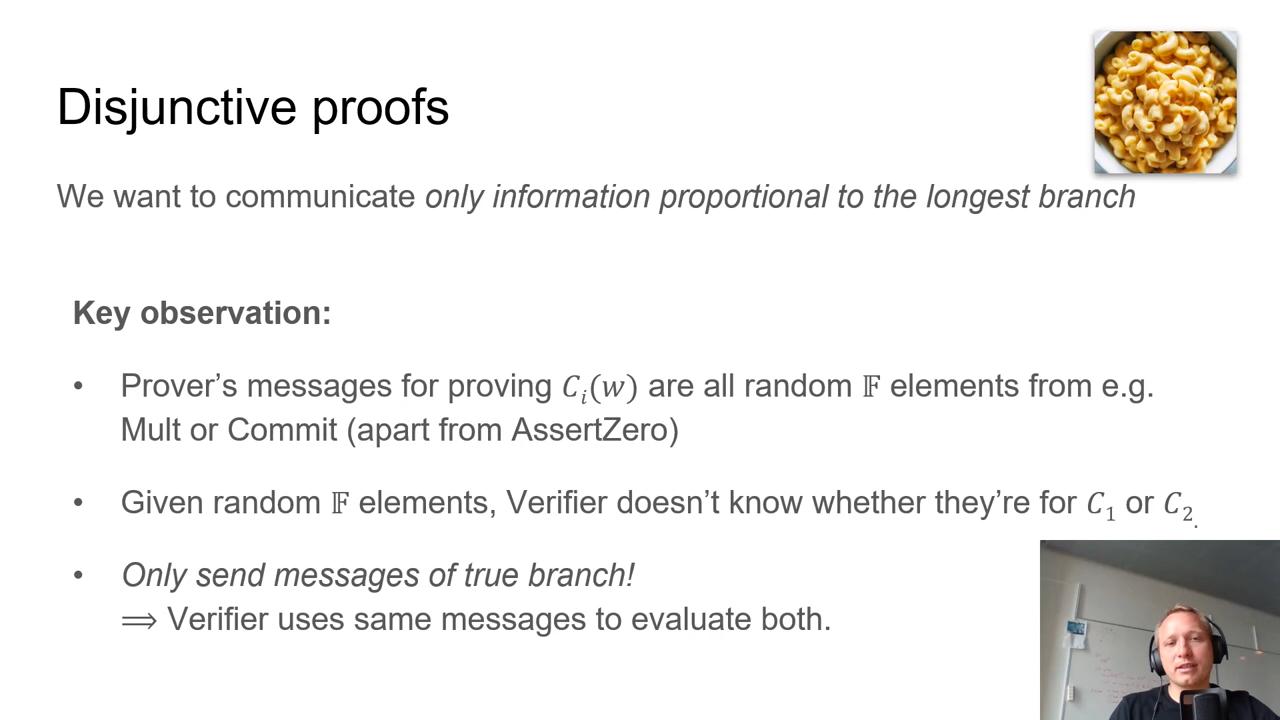 Disjunctive proofs
We want to communicate only information proportional to the longest branch
Key observation:
• Prover’s messages for proving 𝐶ᵢ(𝑤) are all random 𝔽 elements from e.g.
Mult or Commit (apart from AssertZero)
• Given random 𝔽 elements, Verifier doesn’t know whether they’re for 𝐶₁ or 𝐶₂.
• Only send messages of true branch!
⟹ Verifier uses same messages to evaluate both.